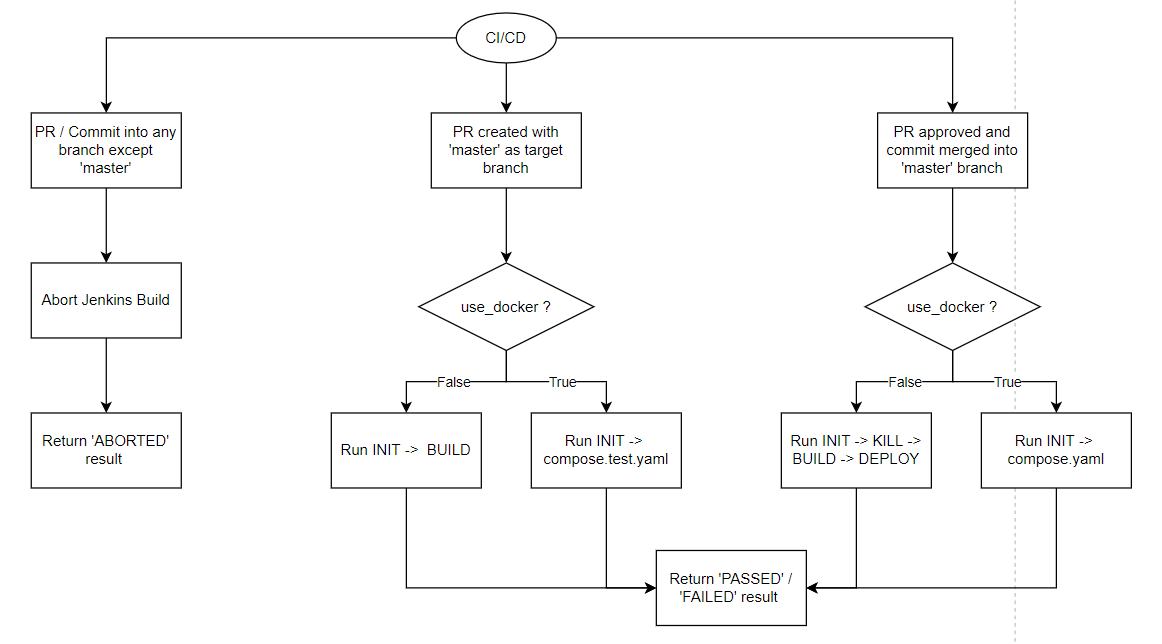 CI/CD
PR / Commit into any
branch except
'master'
PR created with
'master' as target
branch
PR approved and
commit merged into
'master' branch
Abort Jenkins Build
use_docker ?
use_docker ?
False
True
False
True
Return 'ABORTED'
result
Run INIT -> BUILD
Run INIT ->
compose.test.yaml
Run INIT -> KILL ->
BUILD -> DEPLOY
Run INIT ->
compose.yaml
Return 'PASSED' /
'FAILED' result